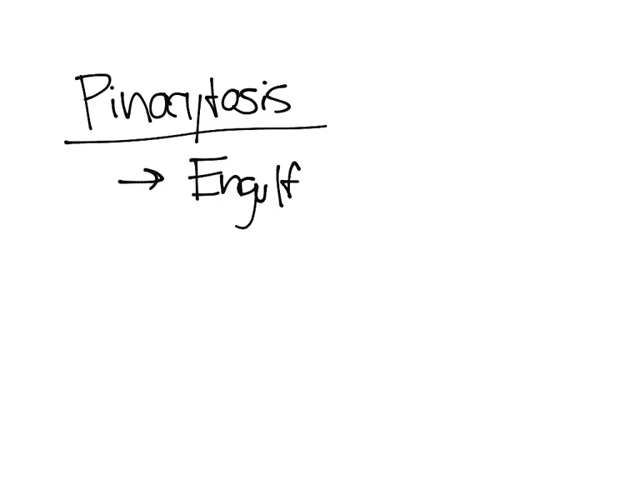 Pinocytosis
→ Engulf